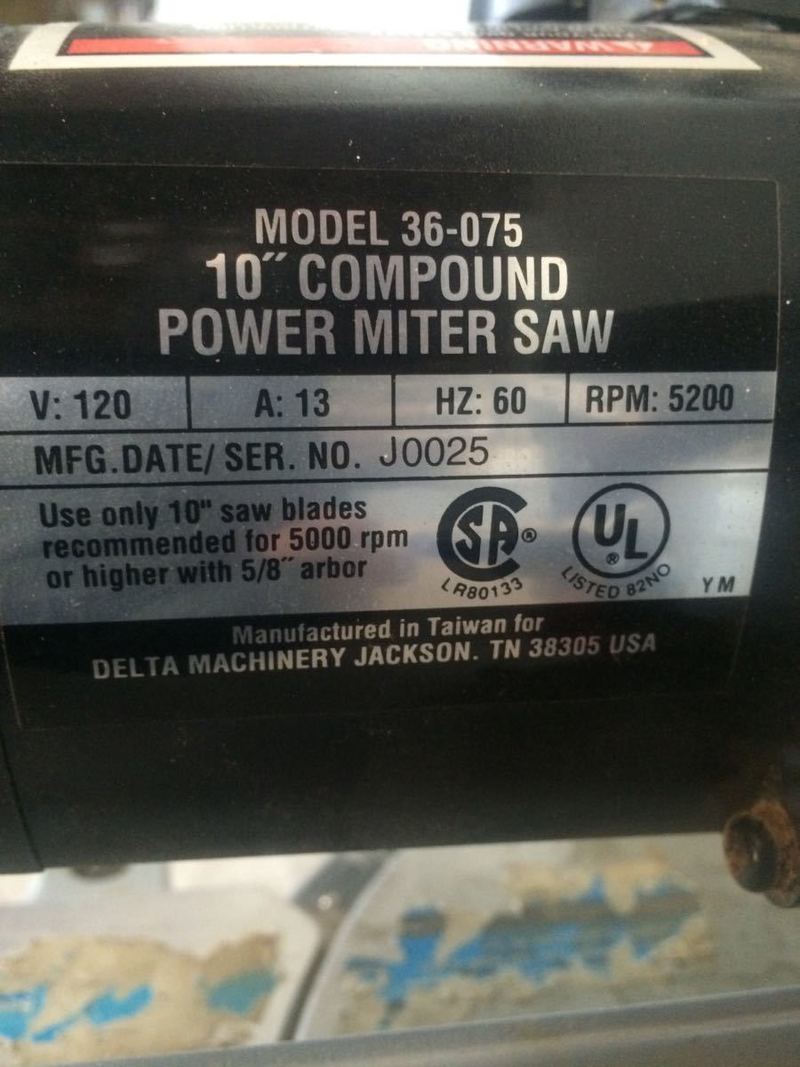 WARNING
MODEL 36-075
10" COMPOUND
POWER MITER SAW
V: 120 A: 13 HZ: 60 RPM: 5200
MFG.DATE/ SER. NO. J0025
Use only 10" saw blades
recommended for 5000 rpm
or higher with 5/8" arbor
SA®
LR80133
UL®
LISTED 82NO
YM
Manufactured in Taiwan for
DELTA MACHINERY JACKSON. TN 38305 USA